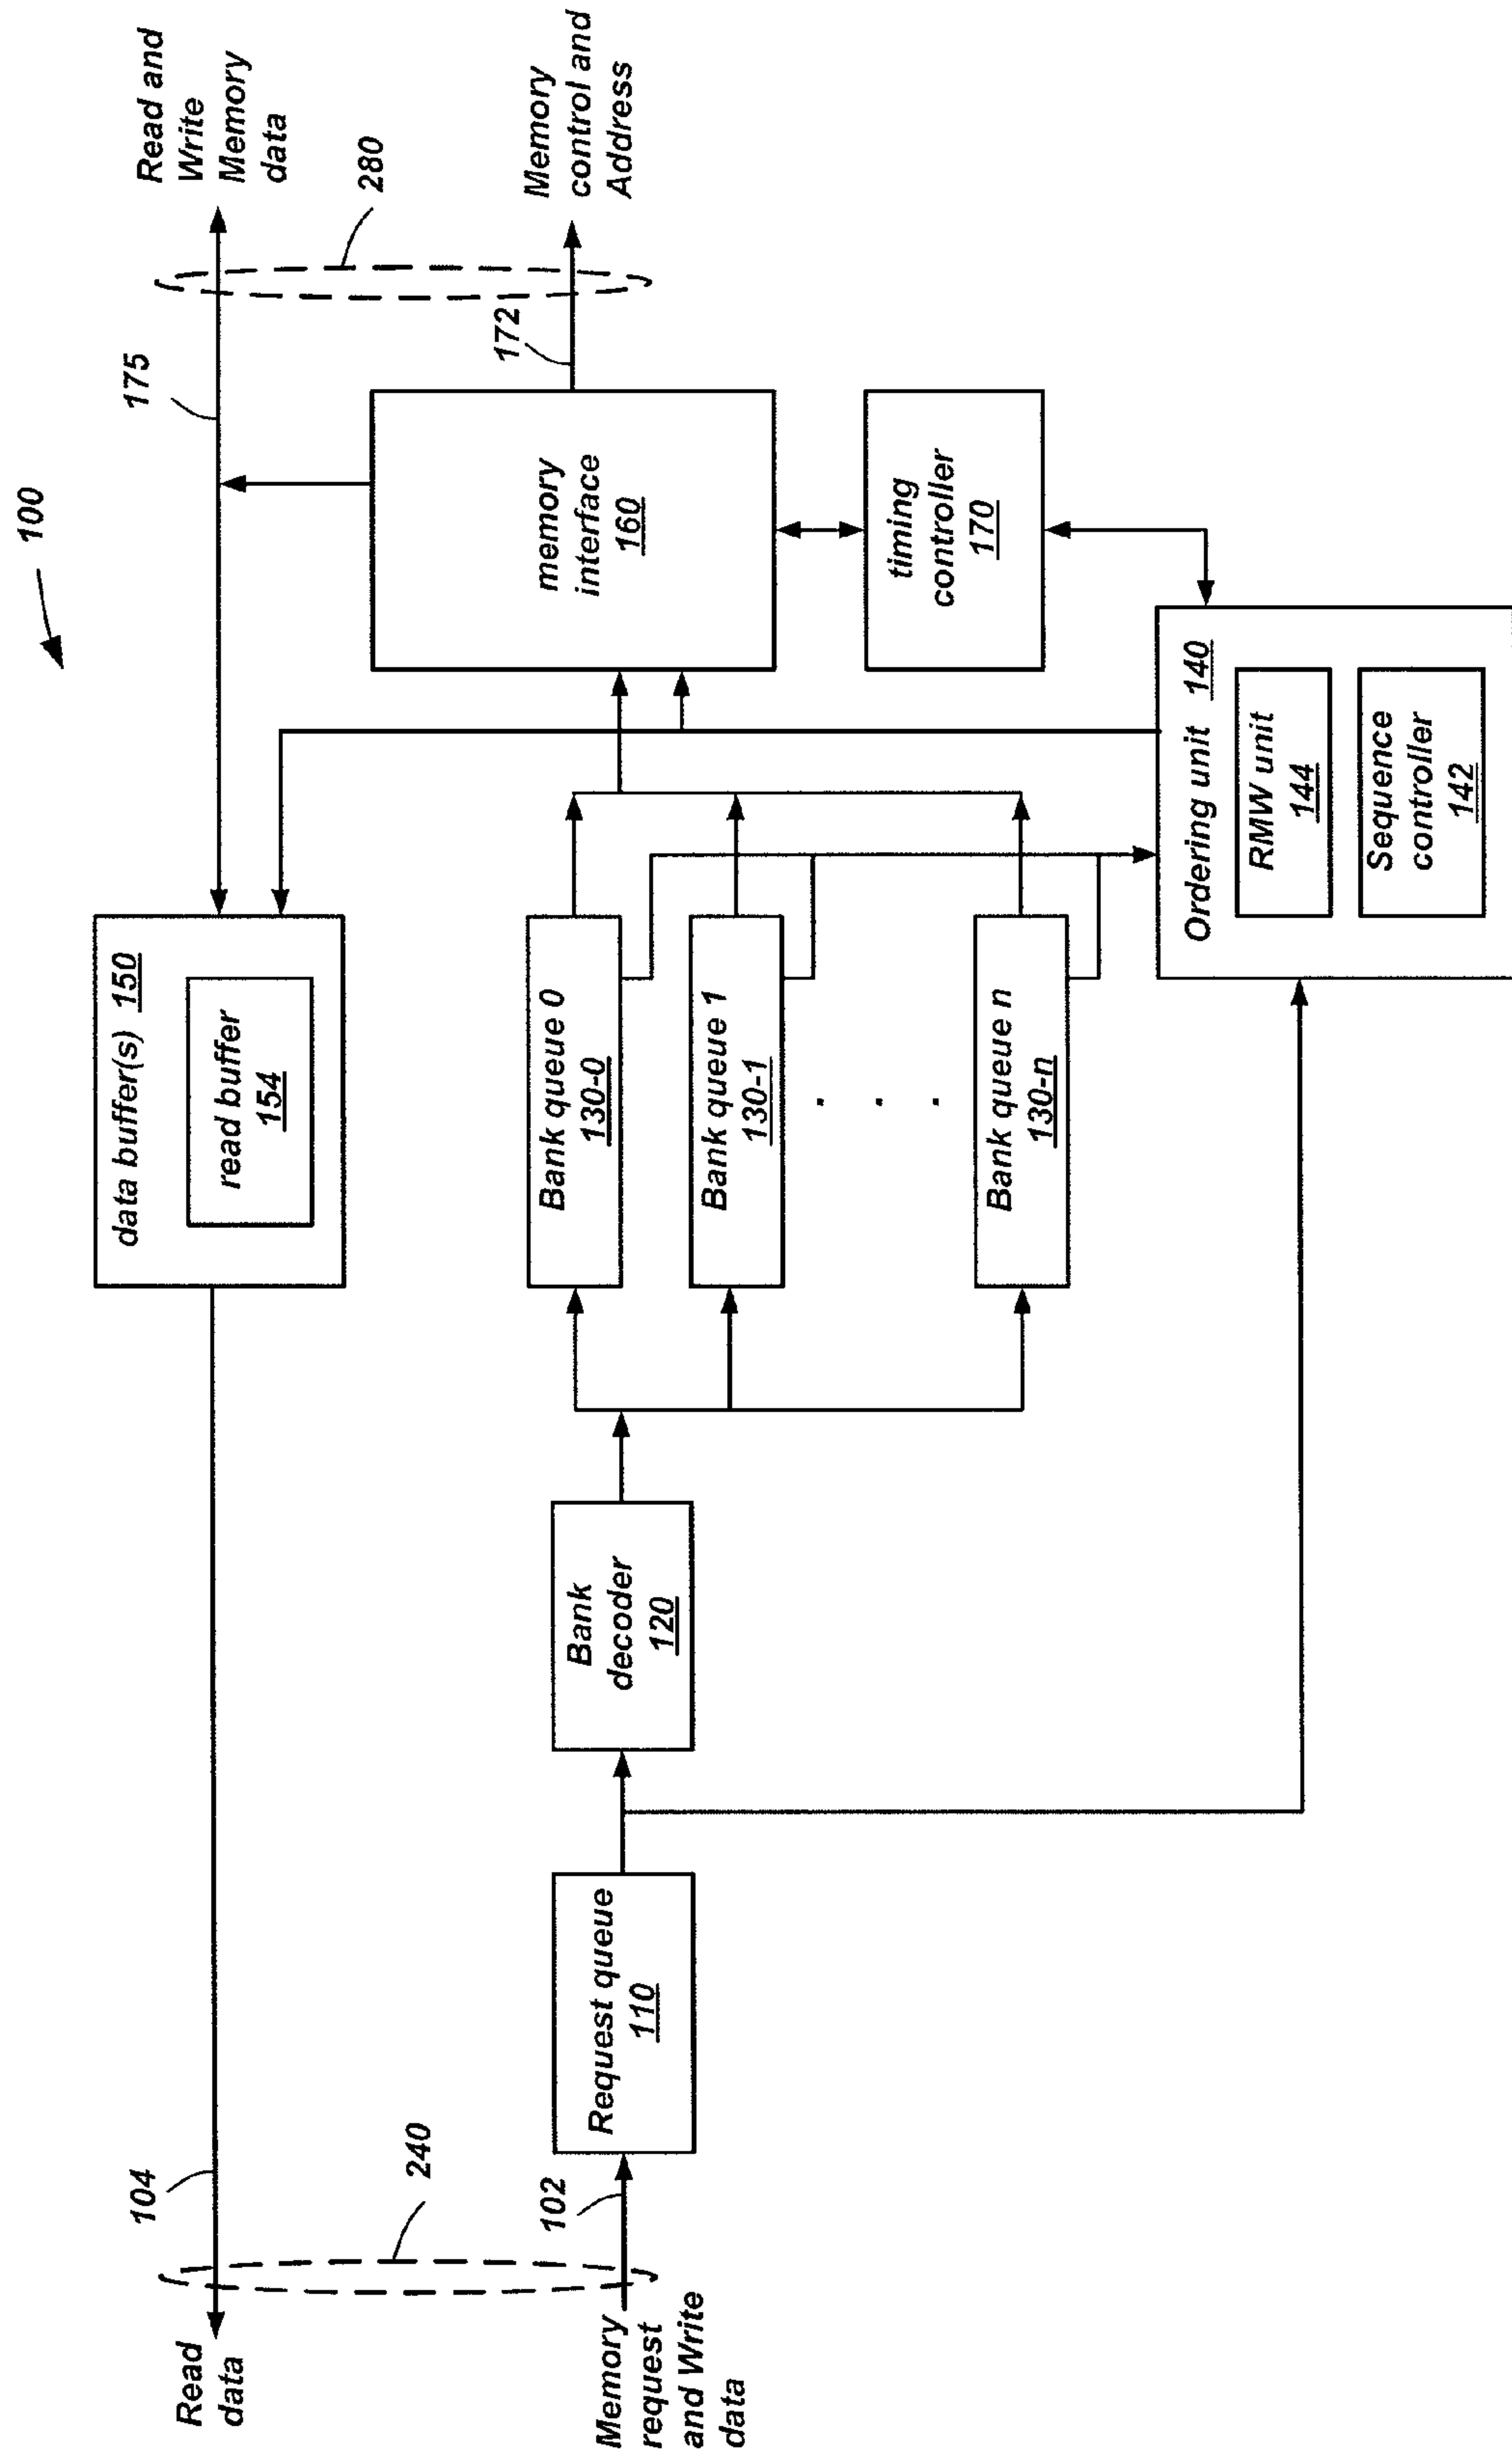 100
Read and
Write
Memory
data
175
280
Memory
control and
Address
172
data buffer(s) 150
read buffer
154
memory
interface
160
timing
controller
170
Bank queue 0
130-0
Bank queue 1
130-1
. . .
Bank queue n
130-n
Ordering unit 140
RMW unit
144
Sequence
controller
142
Bank
decoder
120
Request queue
110
104
240
102
Read
data
Memory
request
and Write
data